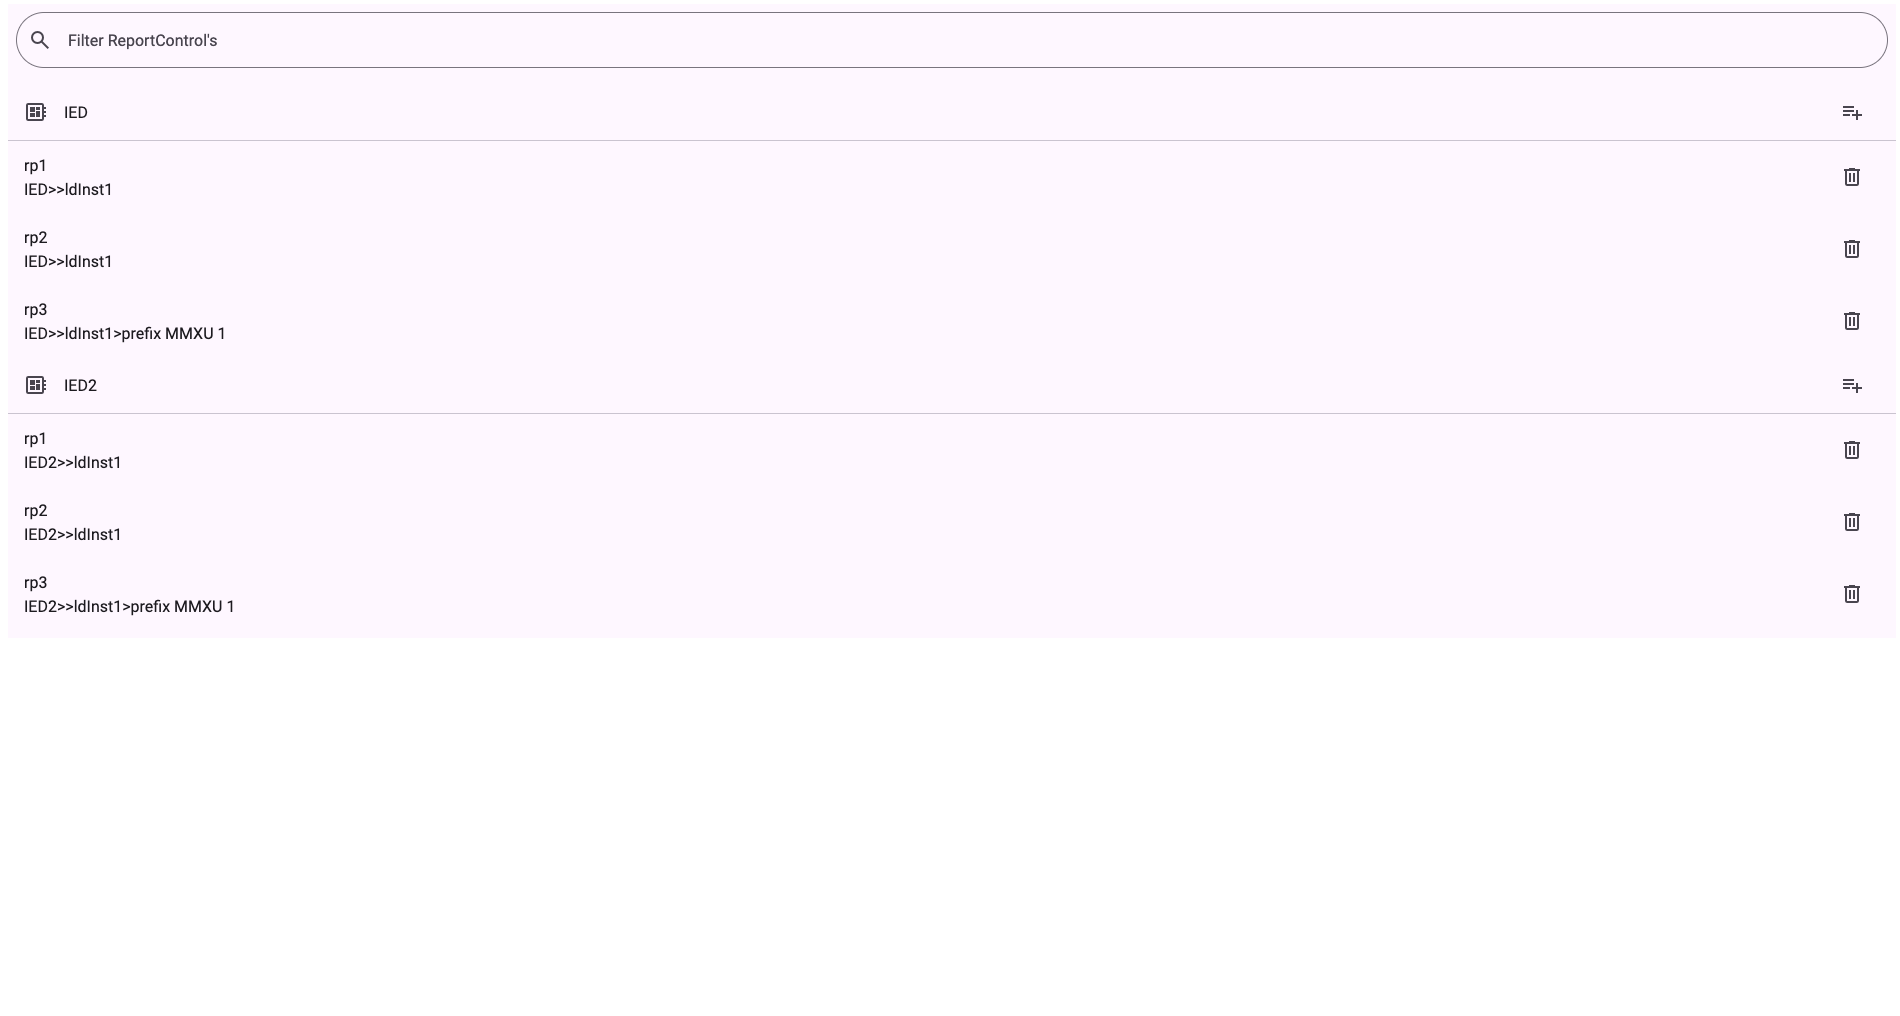 Filter ReportControl's
IED
rp1
IED>>ldInst1
rp2
IED>>ldInst1
rp3
IED>>ldInst1>prefix MMXU 1
IED2
rp1
IED2>>ldInst1
rp2
IED2>>ldInst1
rp3
IED2>>ldInst1>prefix MMXU 1